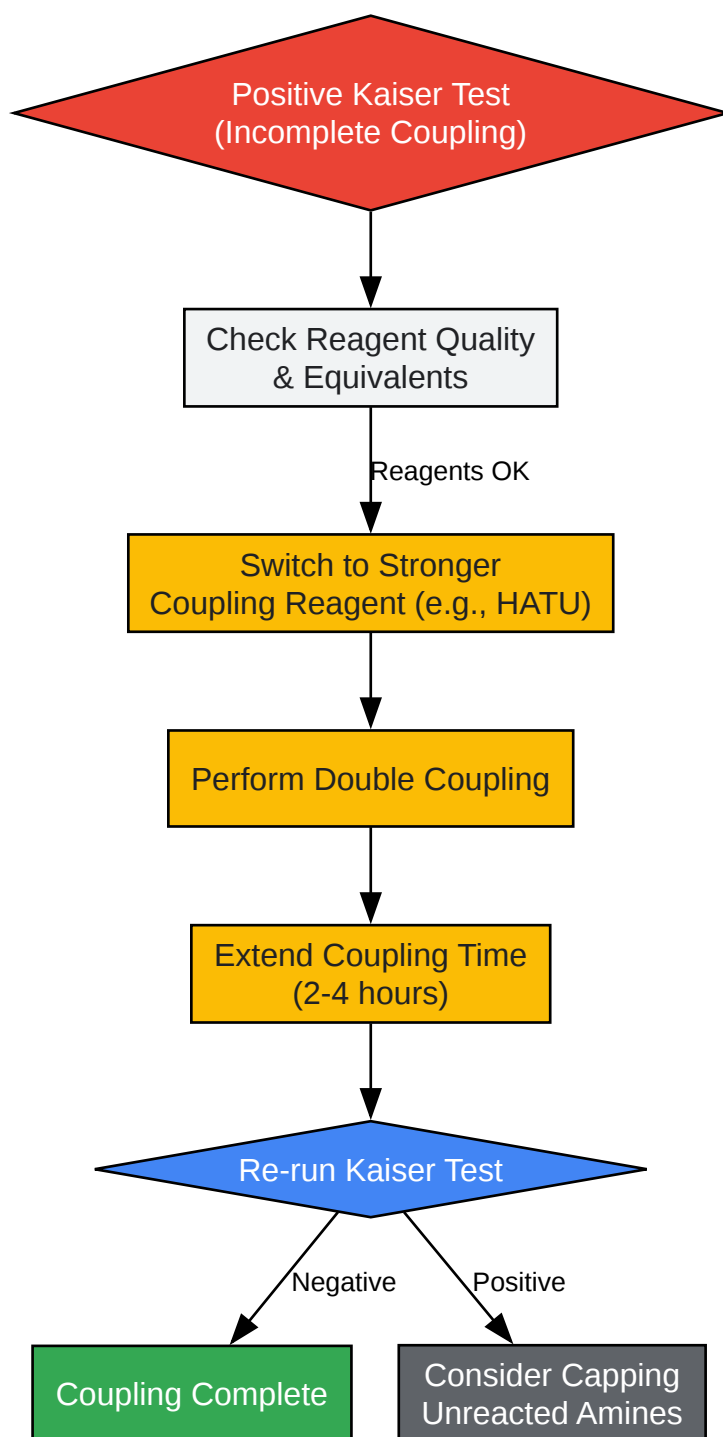 Positive Kaiser Test
(Incomplete Coupling)
Check Reagent Quality
& Equivalents
Reagents OK
Switch to Stronger
Coupling Reagent (e.g., HATU)
Perform Double Coupling
Extend Coupling Time
(2-4 hours)
Re-run Kaiser Test
Negative
Positive
Coupling Complete
Consider Capping
Unreacted Amines